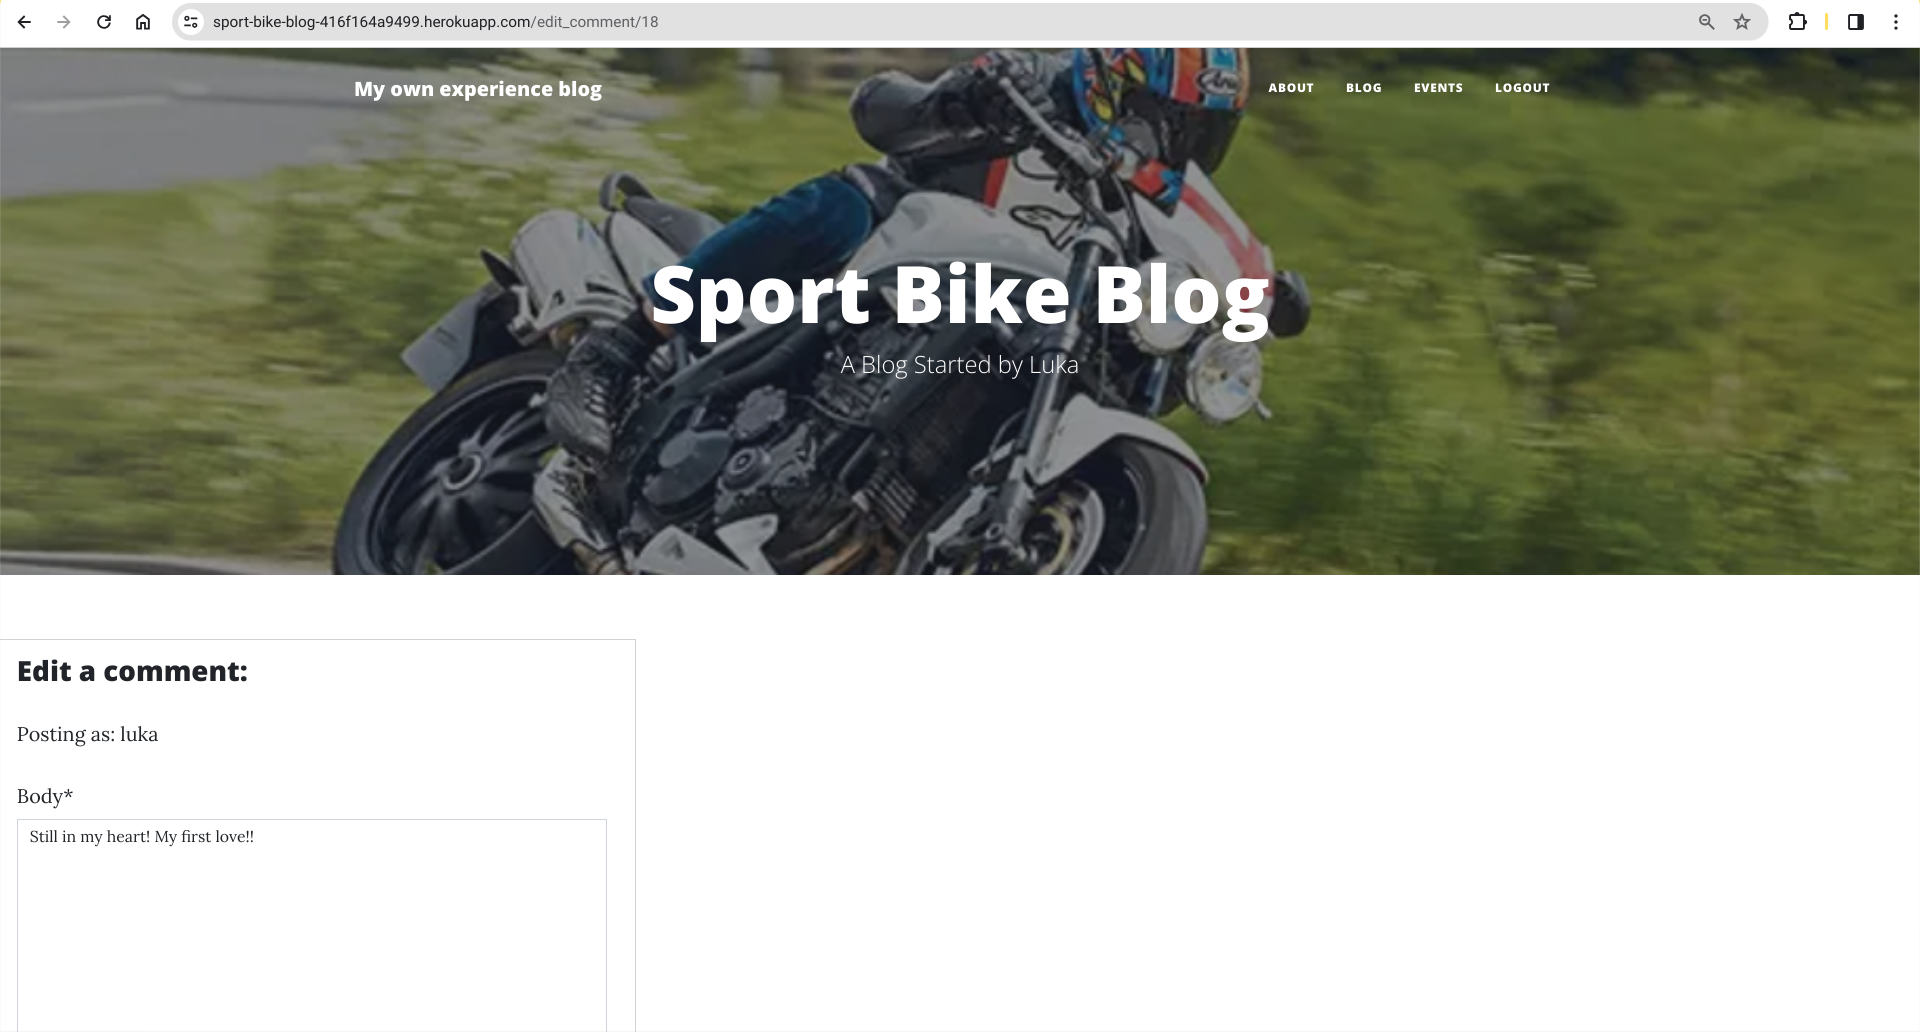 sport-bike-blog-416f164a9499.herokuapp.com/edit_comment/18
My own experience blog
ABOUT BLOG EVENTS LOGOUT
Arai
Sport Bike Blog
A Blog Started by Luka
Edit a comment:
Posting as: luka
Body*
Still in my heart! My first love!!